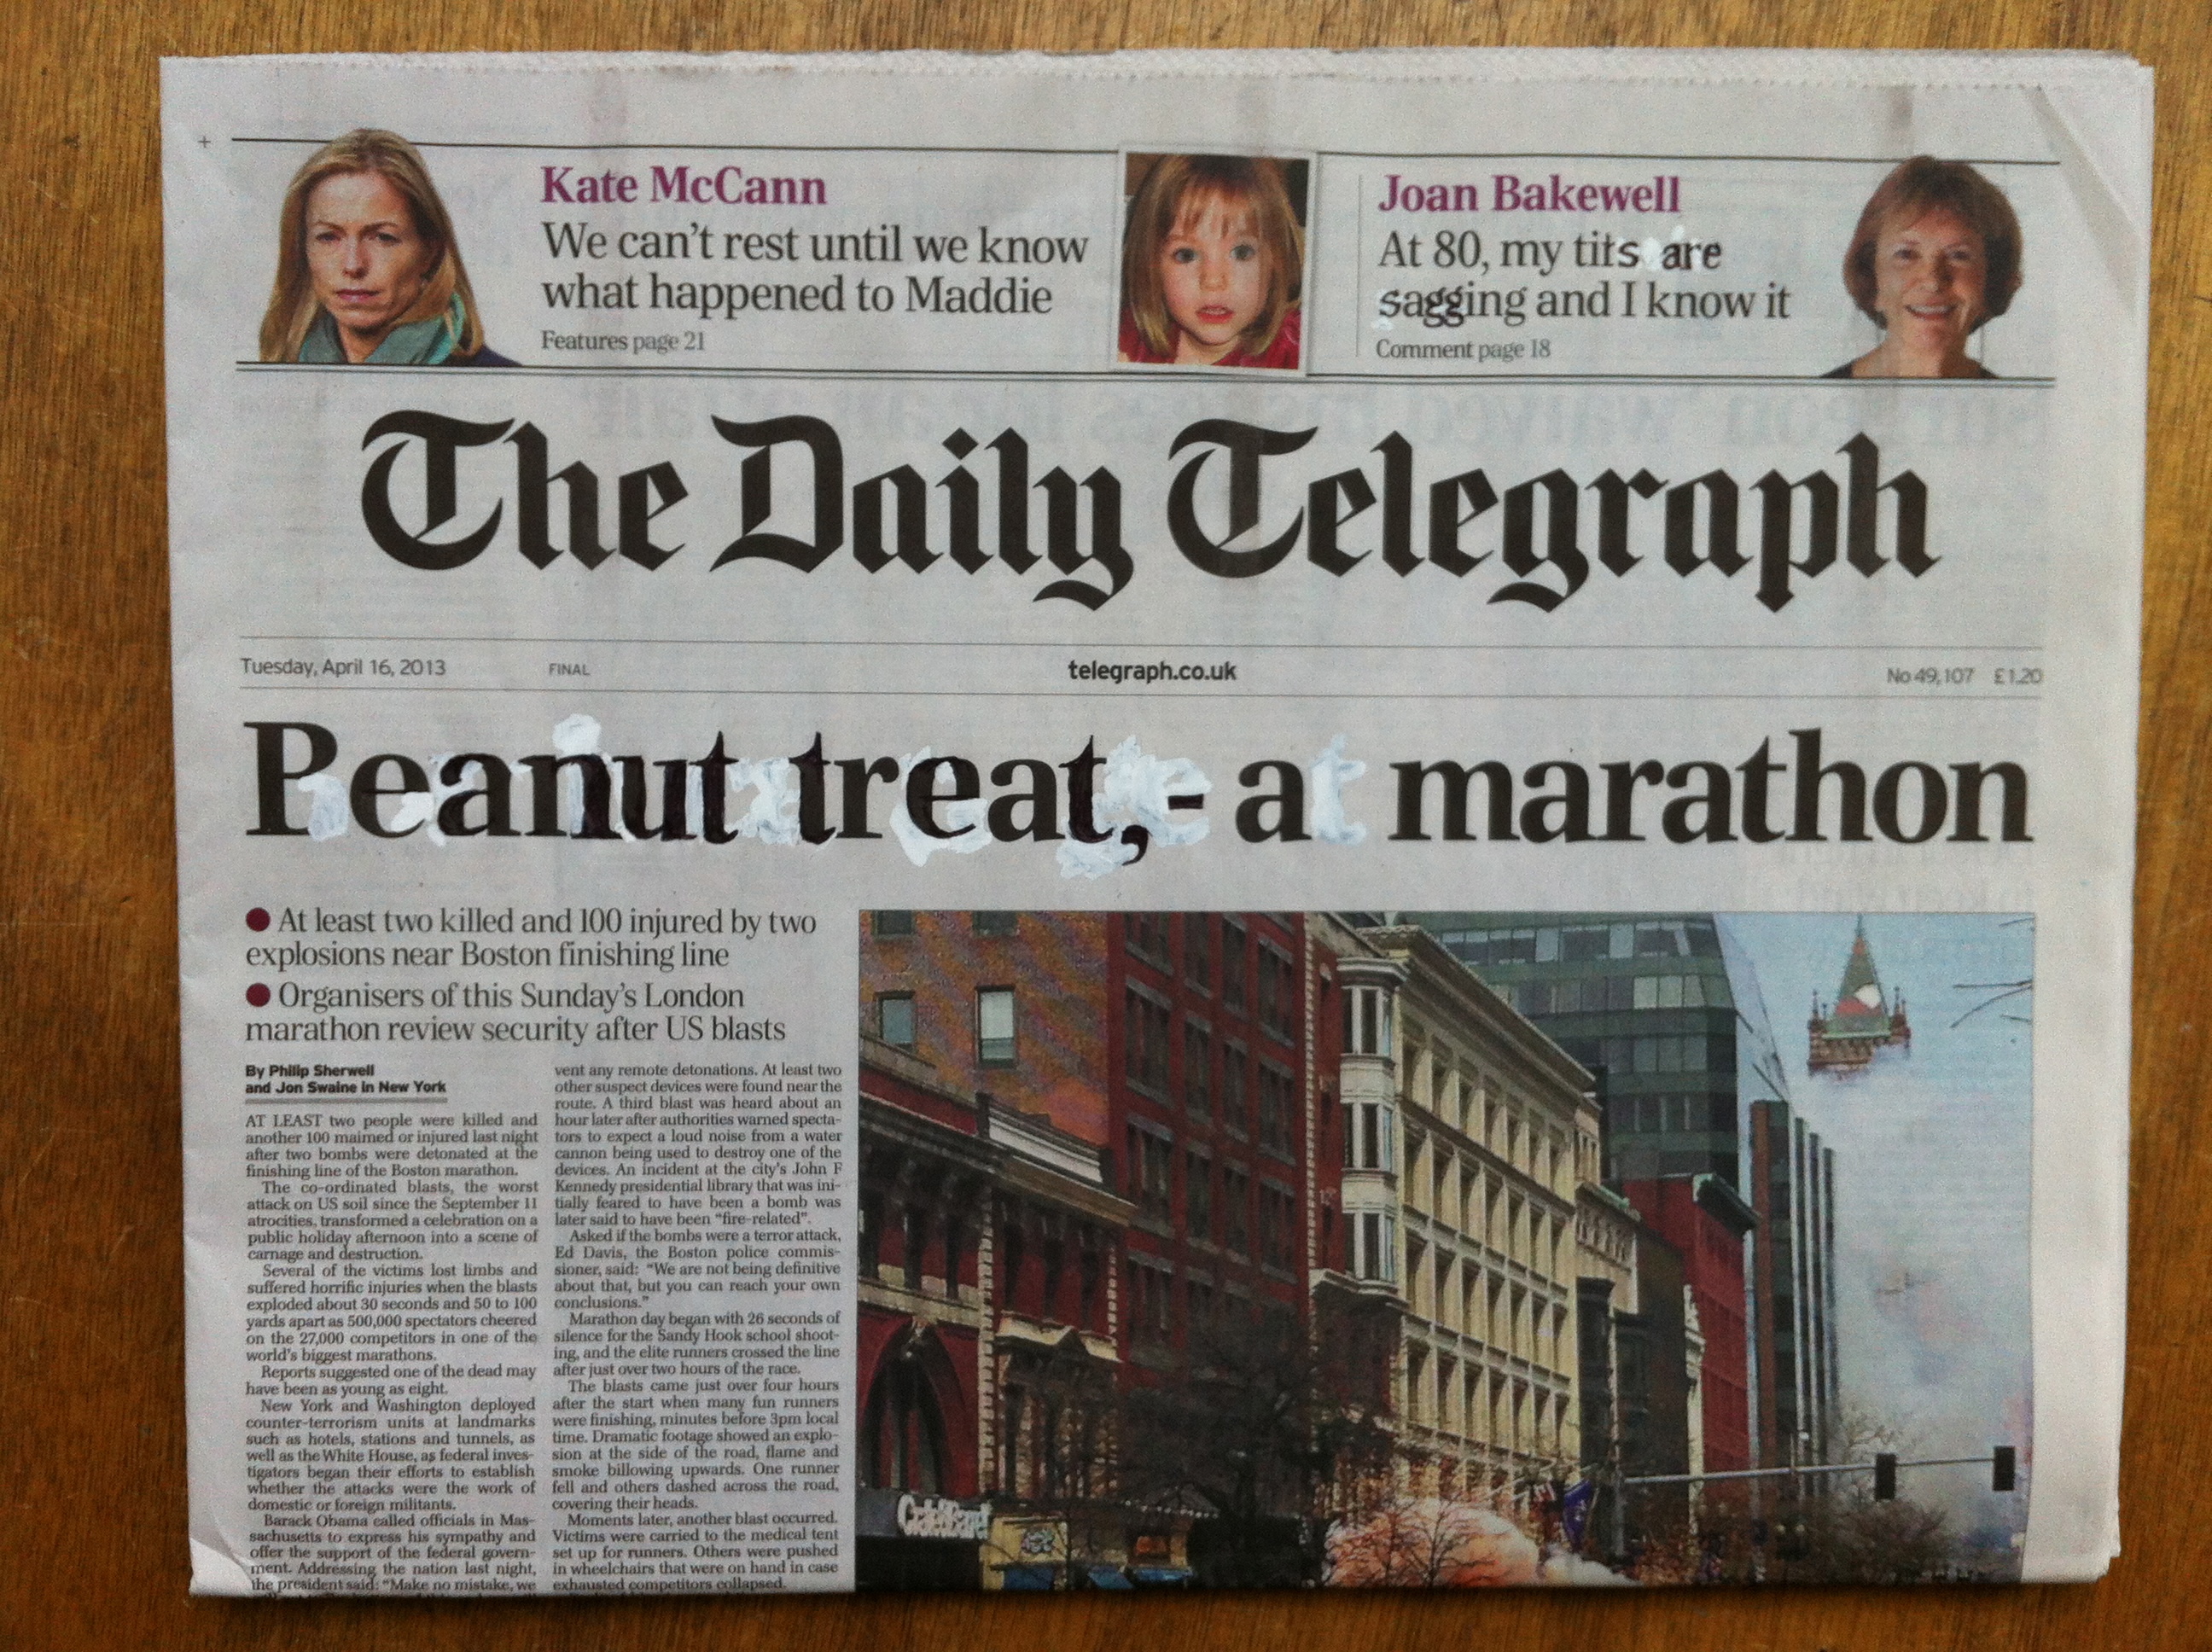 Kate McCann
We can't rest until we know
what happened to Maddie
Features page 21
Joan Bakewell
At 80, my tits are
sagging and I know it
Comment page 18
The Daily Telegraph
Tuesday, April 16, 2013 FINAL telegraph.co.uk No 49,107 £1.20
Peanut treat,- a marathon
● At least two killed and 100 injured by two
explosions near Boston finishing line
● Organisers of this Sunday's London
marathon review security after US blasts
By Philip Sherwell
and Jon Swaine in New York
AT LEAST two people were killed and
another 100 maimed or injured last night
after two bombs were detonated at the
finishing line of the Boston marathon.
The co-ordinated blasts, the worst
attack on US soil since the September 11
atrocities, transformed a celebration on a
public holiday afternoon into a scene of
carnage and destruction.
Several of the victims lost limbs and
suffered horrific injuries when the blasts
exploded about 30 seconds and 50 to 100
yards apart as 500,000 spectators cheered
on the 27,000 competitors in one of the
world's biggest marathons.
Reports suggested one of the dead may
have been as young as eight.
New York and Washington deployed
counter-terrorism units at landmarks
such as hotels, stations and tunnels, as
well as the White House, as federal inves-
tigators began their efforts to establish
whether the attacks were the work of
domestic or foreign militants.
Barack Obama called officials in Mas-
sachusetts to express his sympathy and
offer the support of the federal govern-
ment. Addressing the nation last night,
the president said: "Make no mistake, we
vent any remote detonations. At least two
other suspect devices were found near the
route. A third blast was heard about an
hour later after authorities warned specta-
tors to expect a loud noise from a water
cannon being used to destroy one of the
devices. An incident at the city's John F
Kennedy presidential library that was ini-
tially feared to have been a bomb was
later said to have been "fire-related".
Asked if the bombs were a terror attack,
Ed Davis, the Boston police commis-
sioner, said: "We are not being definitive
about that, but you can reach your own
conclusions."
Marathon day began with 26 seconds of
silence for the Sandy Hook school shoot-
ing, and the elite runners crossed the line
after just over two hours of the race.
The blasts came just over four hours
after the start when many fun runners
were finishing, minutes before 3pm local
time. Dramatic footage showed an explo-
sion at the side of the road, flame and
smoke billowing upwards. One runner
fell and others dashed across the road,
covering their heads.
Moments later, another blast occurred.
Victims were carried to the medical tent
set up for runners. Others were pushed
in wheelchairs that were on hand in case
exhausted competitors collapsed.
Crate&Barrel